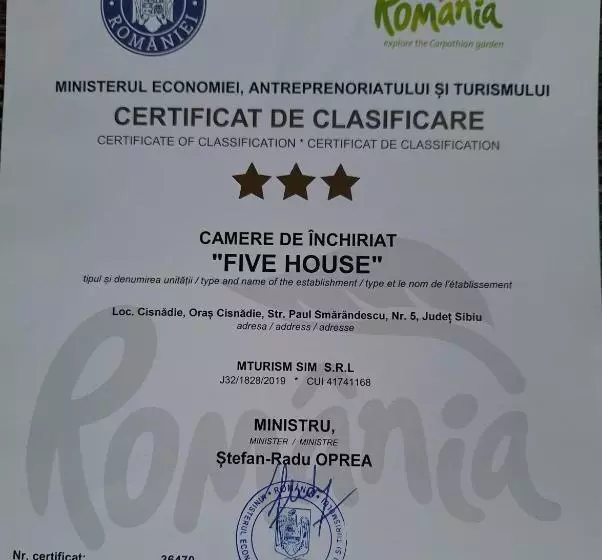 ROMÂNIEI
România
explore the Carpathian garden
MINISTERUL ECONOMIEI, ANTREPRENORIATULUI ȘI TURISMULUI
CERTIFICAT DE CLASIFICARE
CERTIFICATE OF CLASSIFICATION * CERTIFICAT DE CLASSIFICATION
CAMERE DE ÎNCHIRIAT
"FIVE HOUSE"
tipul și denumirea unității / type and name of the establishment / type et le nom de l'établissement
Loc. Cisnădie, Oraș Cisnădie, Str. Paul Smărăndescu, Nr. 5, Județ Sibiu
adresa / address / adresse
MTURISM SIM S.R.L
J32/1828/2019 * CUI 41741168
România
MINISTRU,
MINISTER / MINISTRE
Ștefan-Radu OPREA
Nr. certificat: 36470